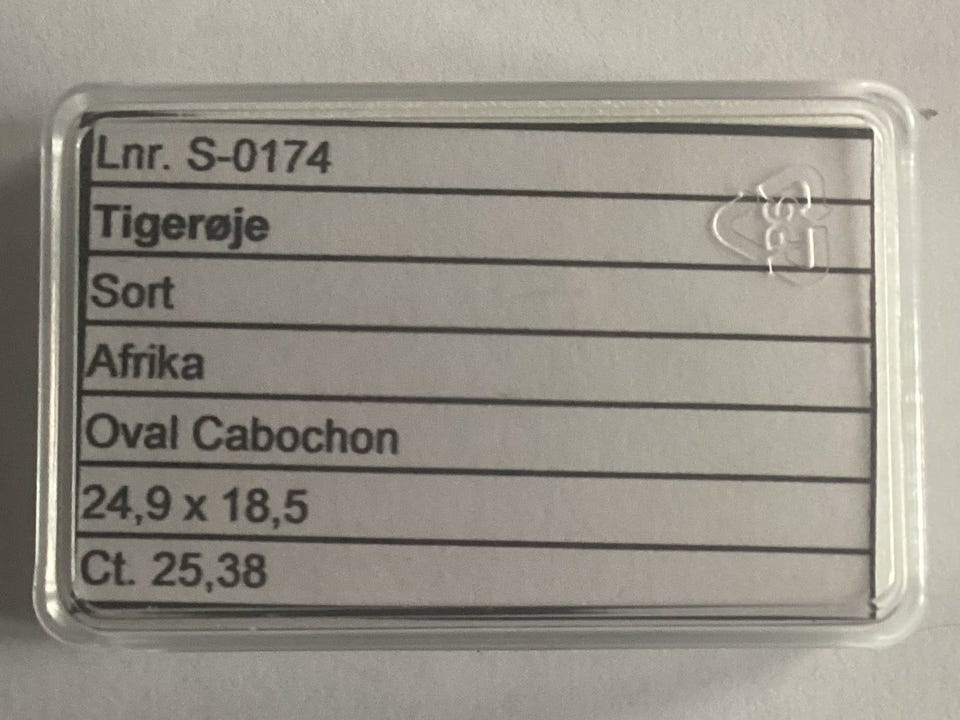 Lnr. S-0174
Tigerøje
Sort
Afrika
Oval Cabochon
24,9 x 18,5
Ct. 25,38